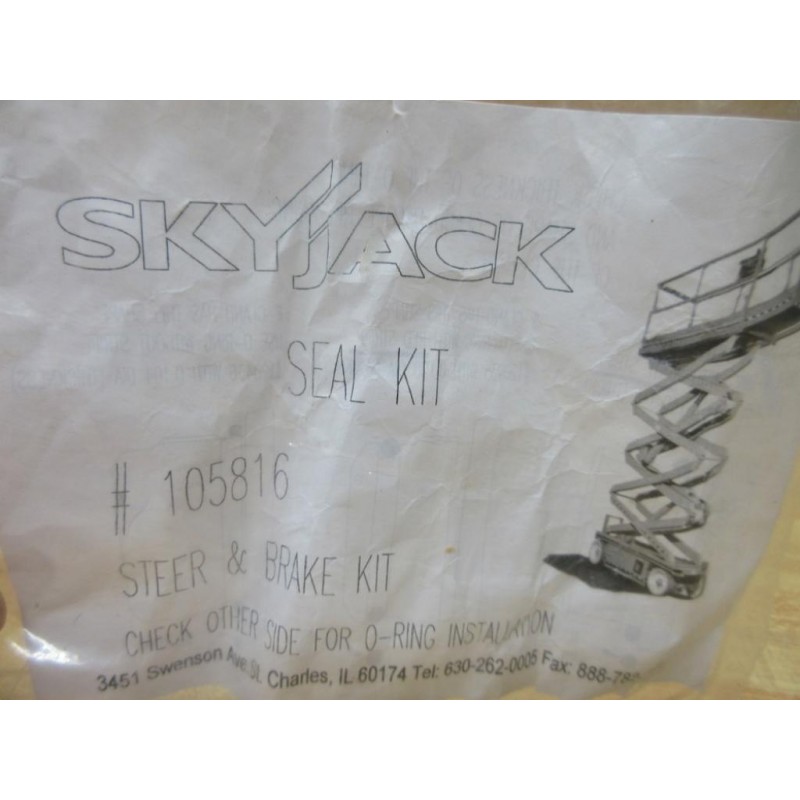 SKYJACK
SEAL KIT
# 105816
STEER & BRAKE KIT
CHECK OTHER SIDE FOR O-RING INSTALLATION
3451 Swenson Ave. St. Charles, IL 60174 Tel: 630-262-0005 Fax: 888-782